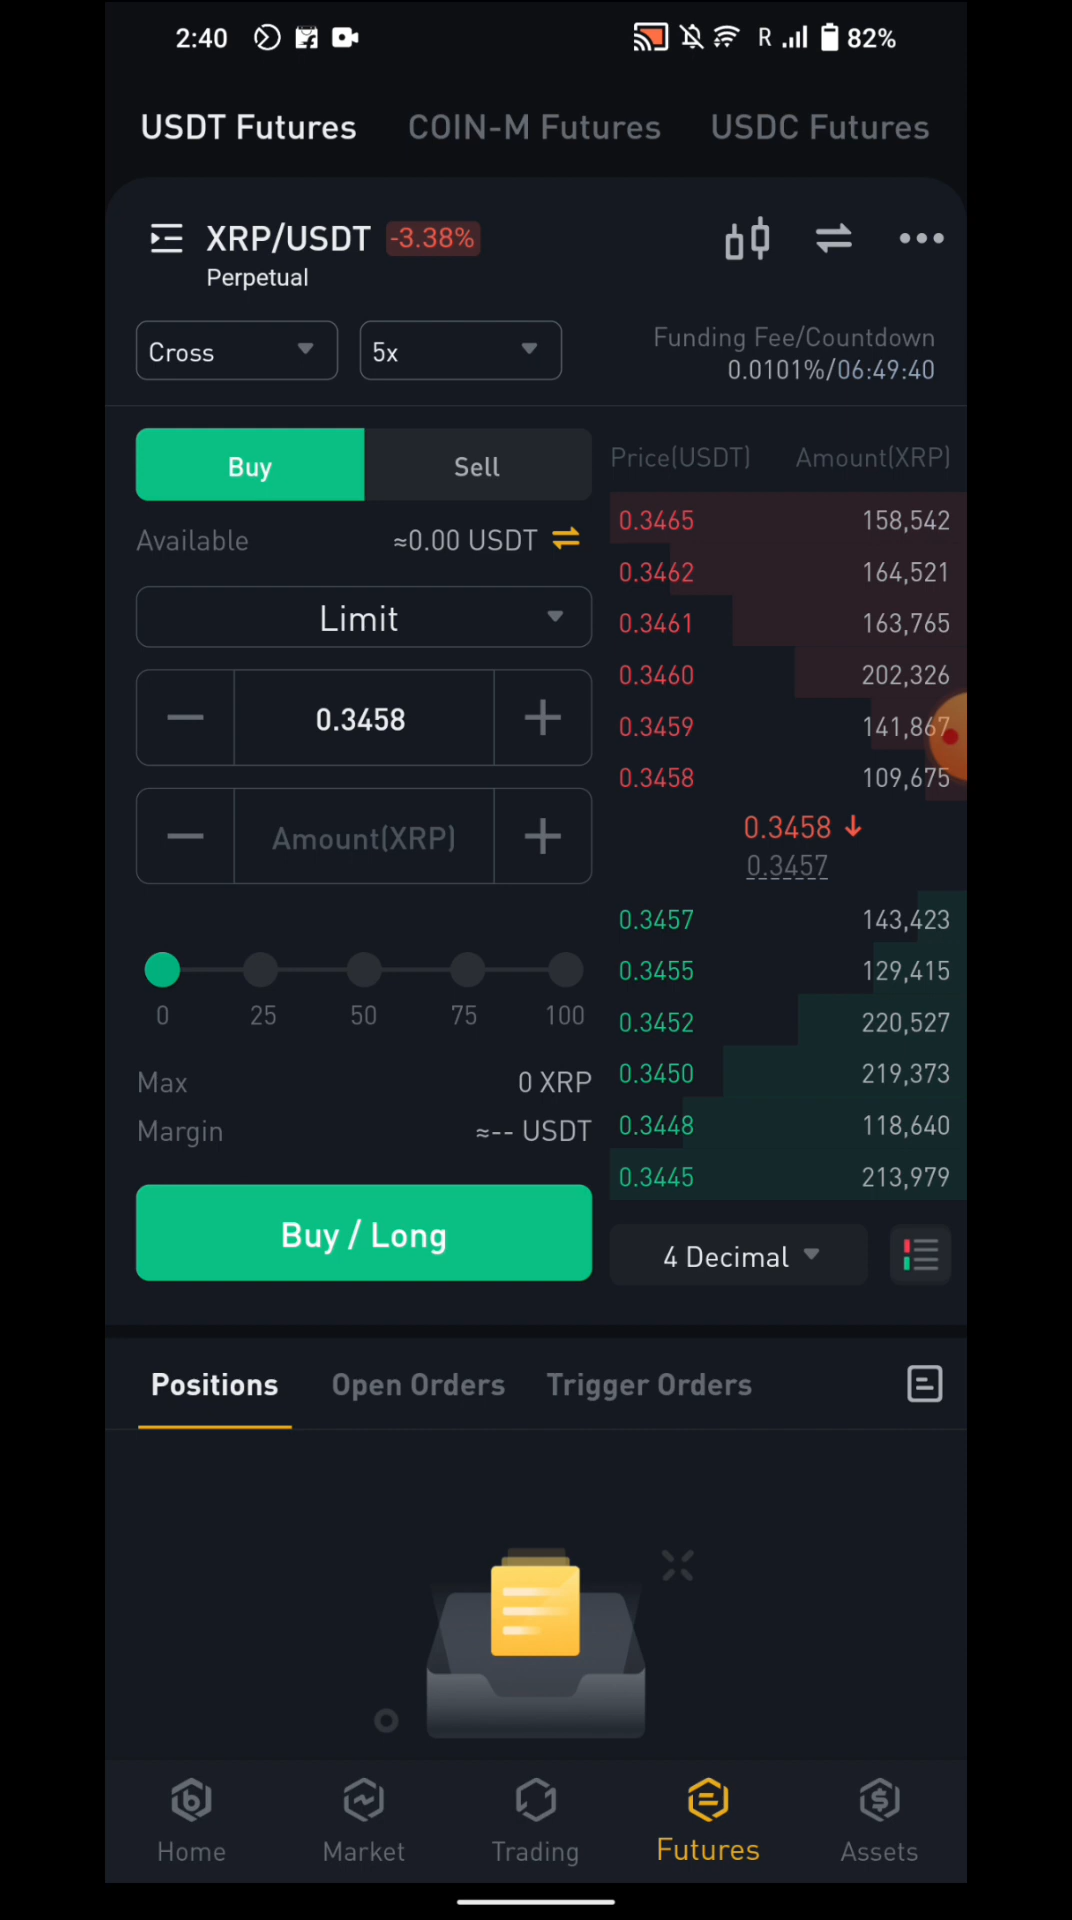 2:40
R
82%
USDT Futures COIN-M Futures USDC Futures
XRP/USDT -3.38%
Perpetual
Cross 5x
Funding Fee/Countdown
0.0101%/06:49:40
Buy Sell
Price(USDT) Amount(XRP)
Available ≈0.00 USDT
Limit
0.3458
Amount(XRP)
0 25 50 75 100
Max 0 XRP
Margin ≈-- USDT
Buy / Long
0.3465 158,542
0.3462 164,521
0.3461 163,765
0.3460 202,326
0.3459 141,867
0.3458 109,675
0.3458
0.3457
0.3457 143,423
0.3455 129,415
0.3452 220,527
0.3450 219,373
0.3448 118,640
0.3445 213,979
4 Decimal
Positions Open Orders Trigger Orders
Home Market Trading Futures Assets